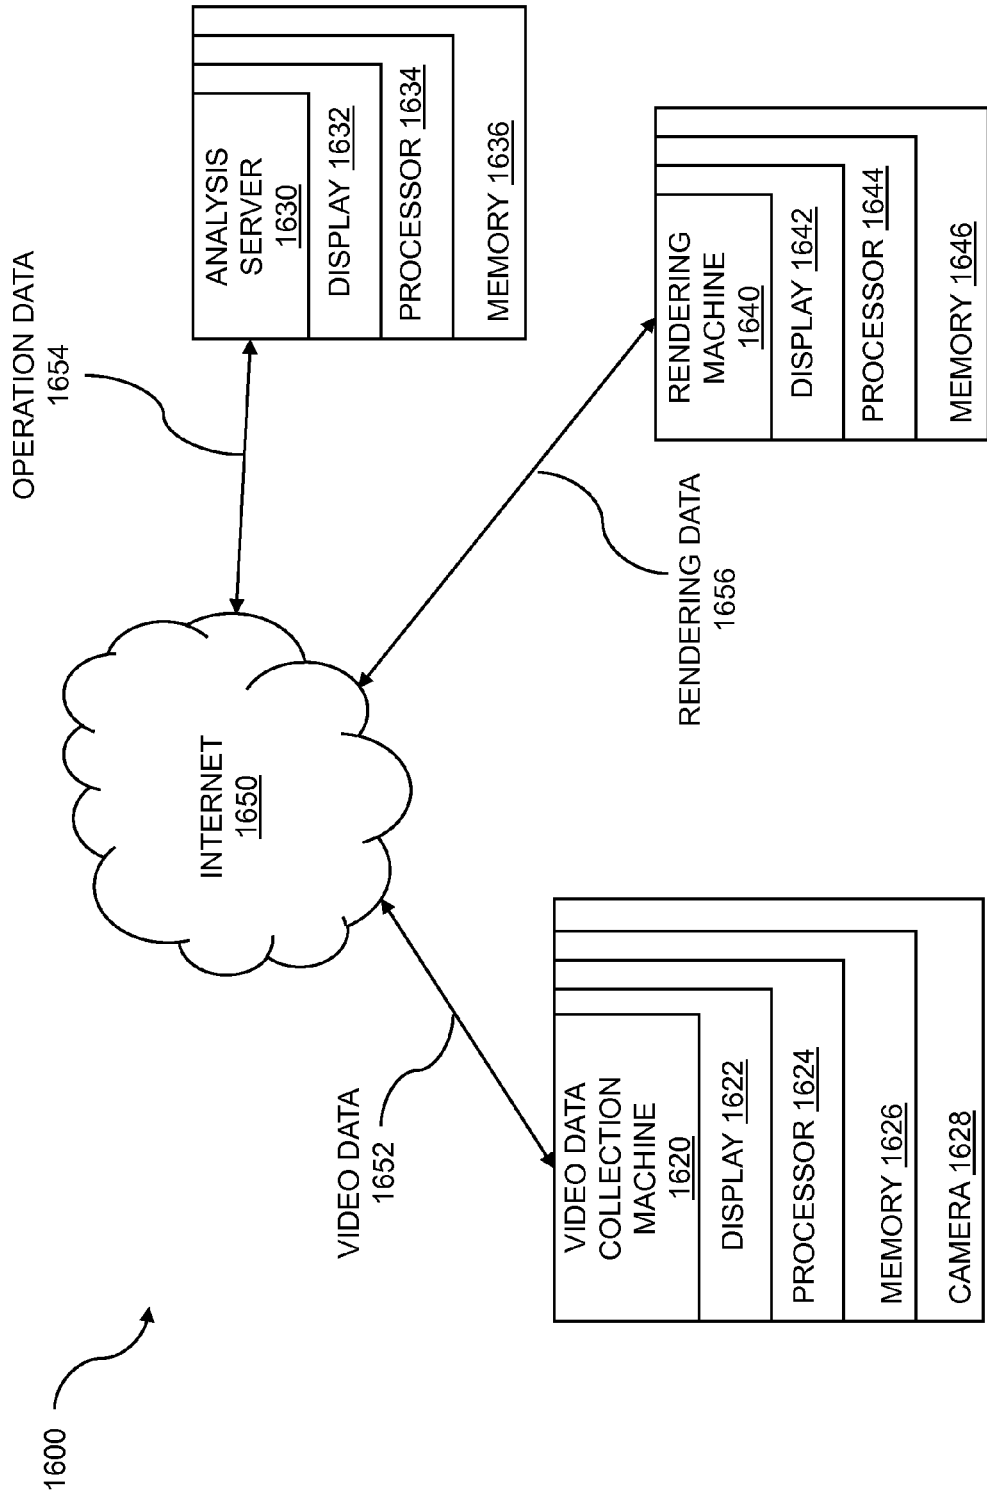 1600
VIDEO DATA
1652
INTERNET
1650
OPERATION DATA
1654
RENDERING DATA
1656
VIDEO DATA
COLLECTION
MACHINE
1620
DISPLAY 1622
PROCESSOR 1624
MEMORY 1626
CAMERA 1628
ANALYSIS
SERVER
1630
DISPLAY 1632
PROCESSOR 1634
MEMORY 1636
RENDERING
MACHINE
1640
DISPLAY 1642
PROCESSOR 1644
MEMORY 1646